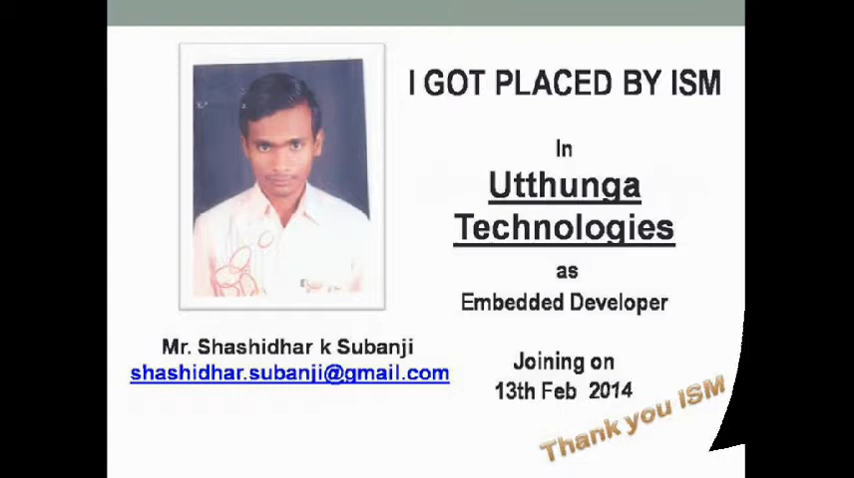 I GOT PLACED BY ISM
In
Utthunga
Technologies
as
Embedded Developer
Joining on
13th Feb 2014
Mr. Shashidhar k Subanji
shashidhar.subanji@gmail.com
Thank you ISM